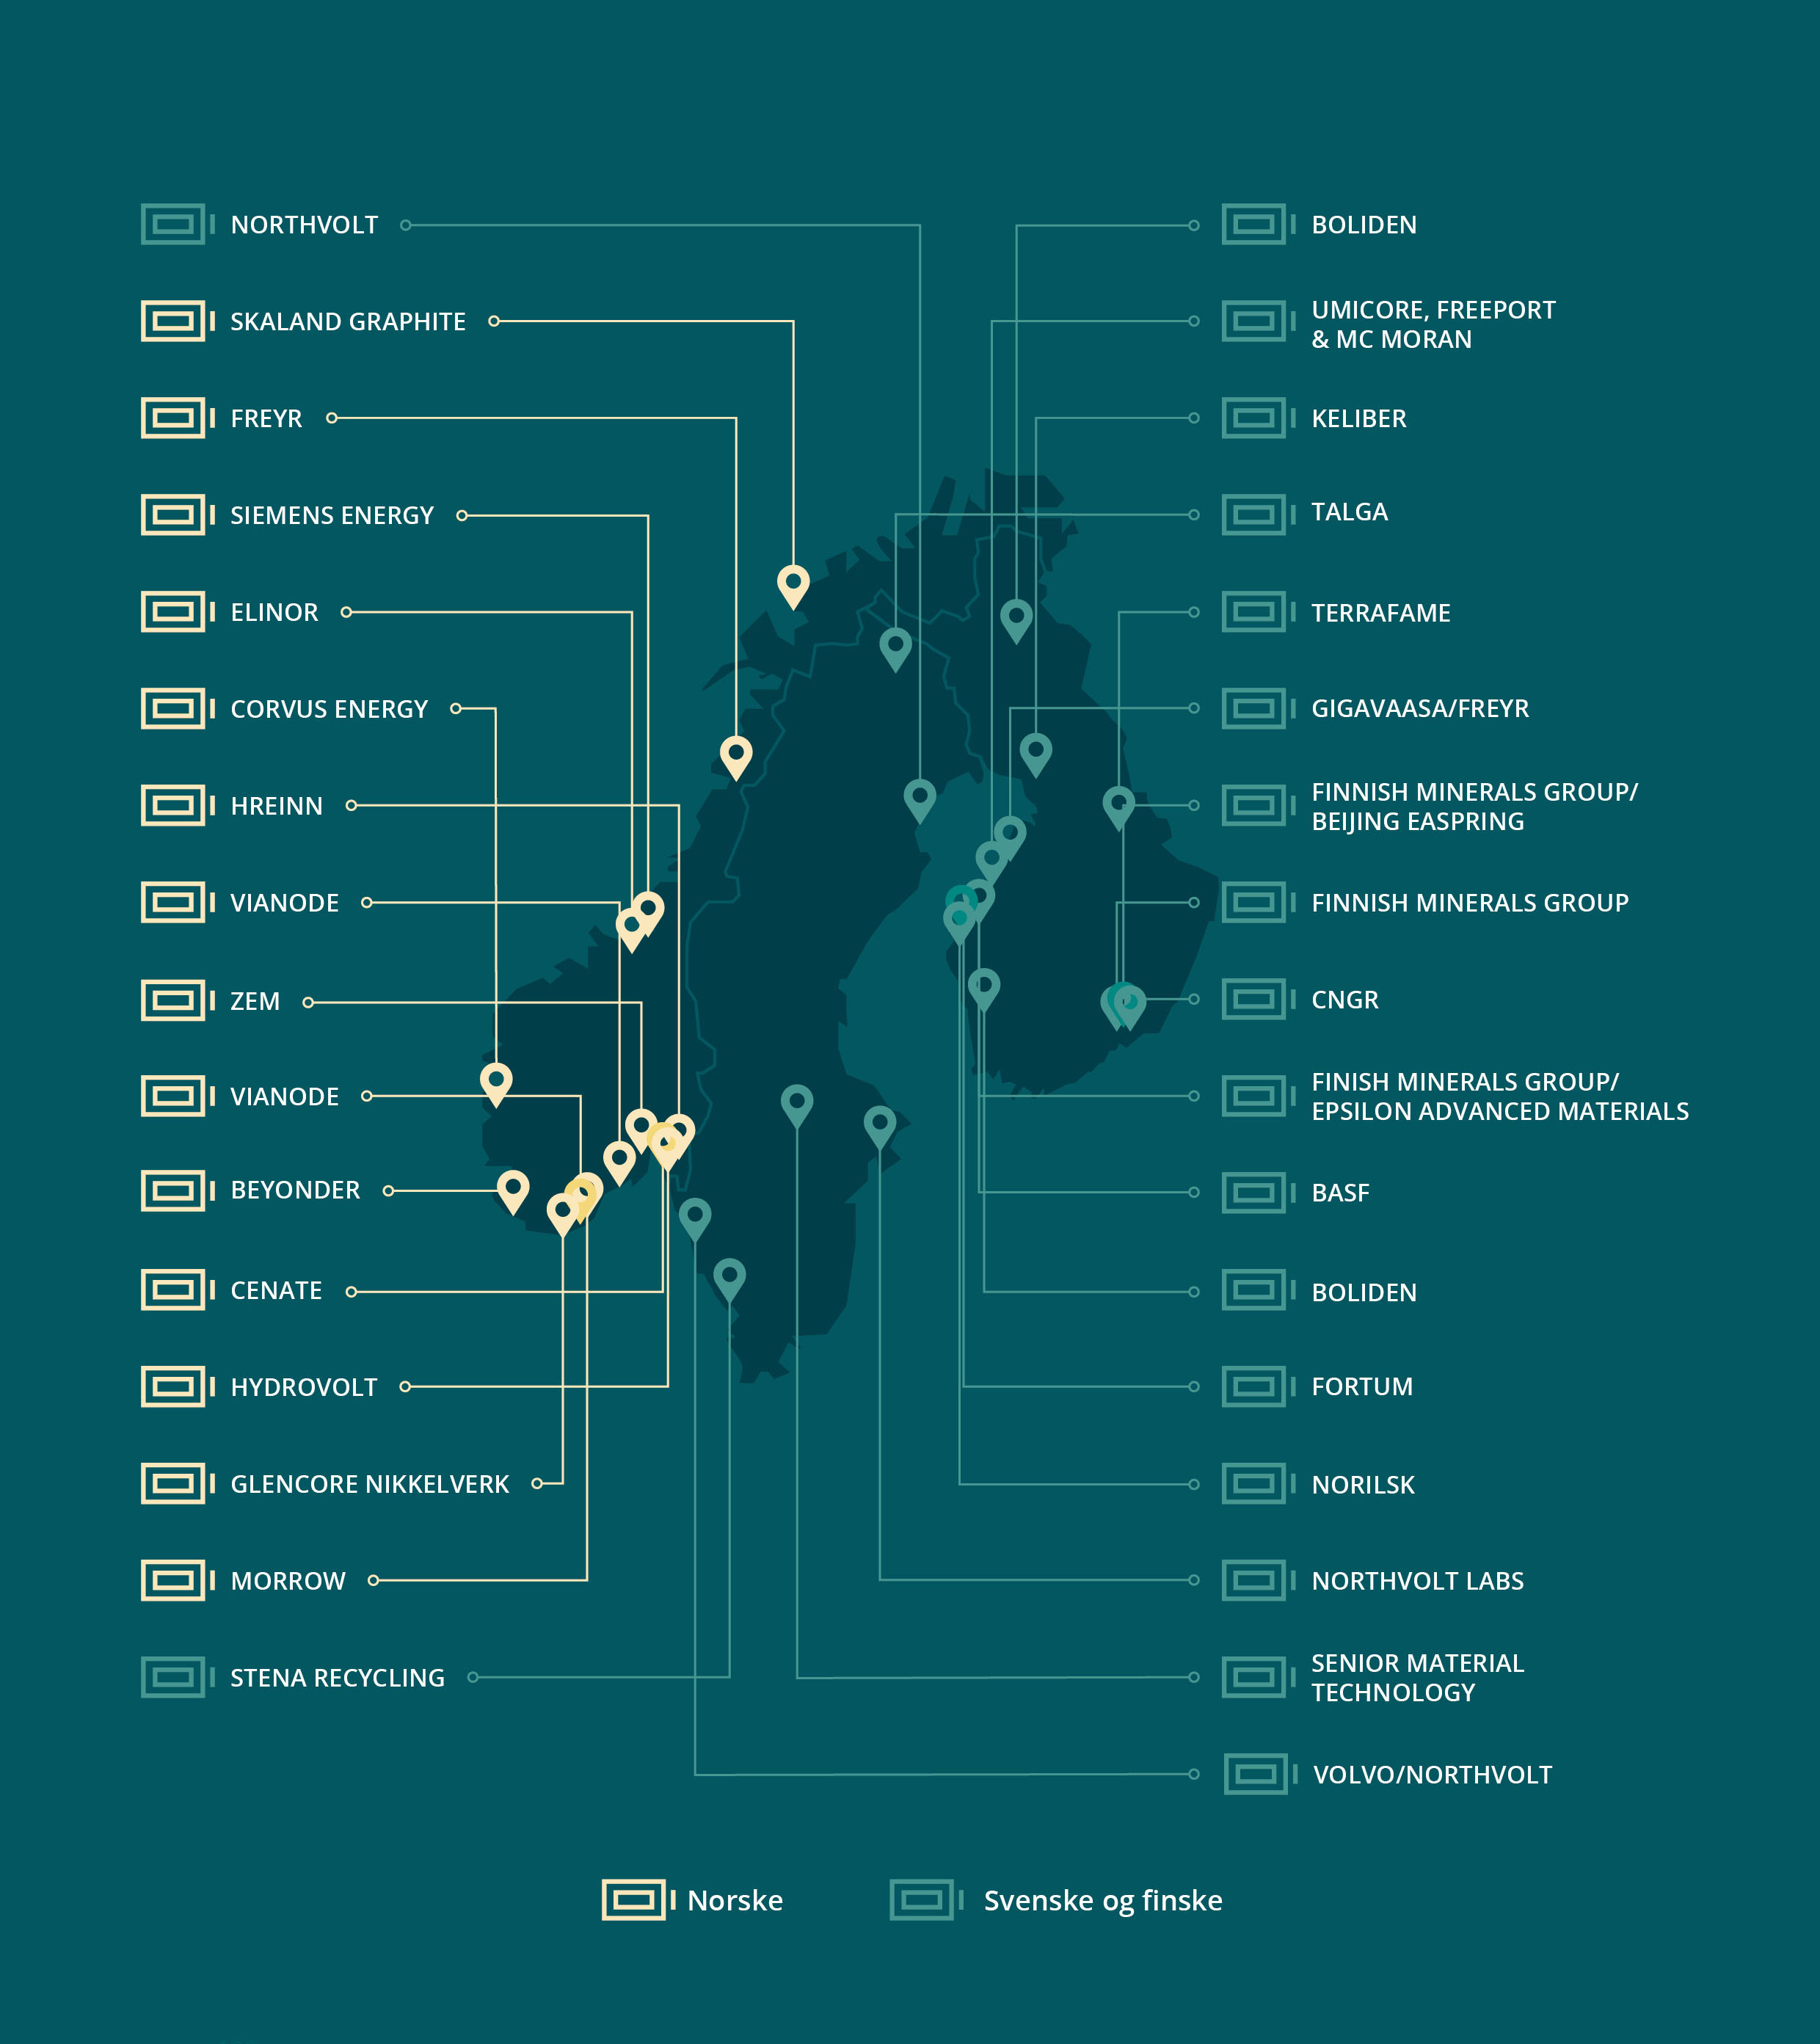 NORTHVOLT
SKALAND GRAPHITE
FREYR
SIEMENS ENERGY
ELINOR
CORVUS ENERGY
HREINN
VIANODE
ZEM
VIANODE
BEYONDER
CENATE
HYDROVOLT
GLENCORE NIKKELVERK
MORROW
STENA RECYCLING
BOLIDEN
UMICORE, FREEPORT
& MC MORAN
KELIBER
TALGA
TERRAFAME
GIGAVAASA/FREYR
FINNISH MINERALS GROUP/
BEIJING EASPRING
FINNISH MINERALS GROUP
CNGR
FINISH MINERALS GROUP/
EPSILON ADVANCED MATERIALS
BASF
BOLIDEN
FORTUM
NORILSK
NORTHVOLT LABS
SENIOR MATERIAL
TECHNOLOGY
VOLVO/NORTHVOLT
Norske
Svenske og finske